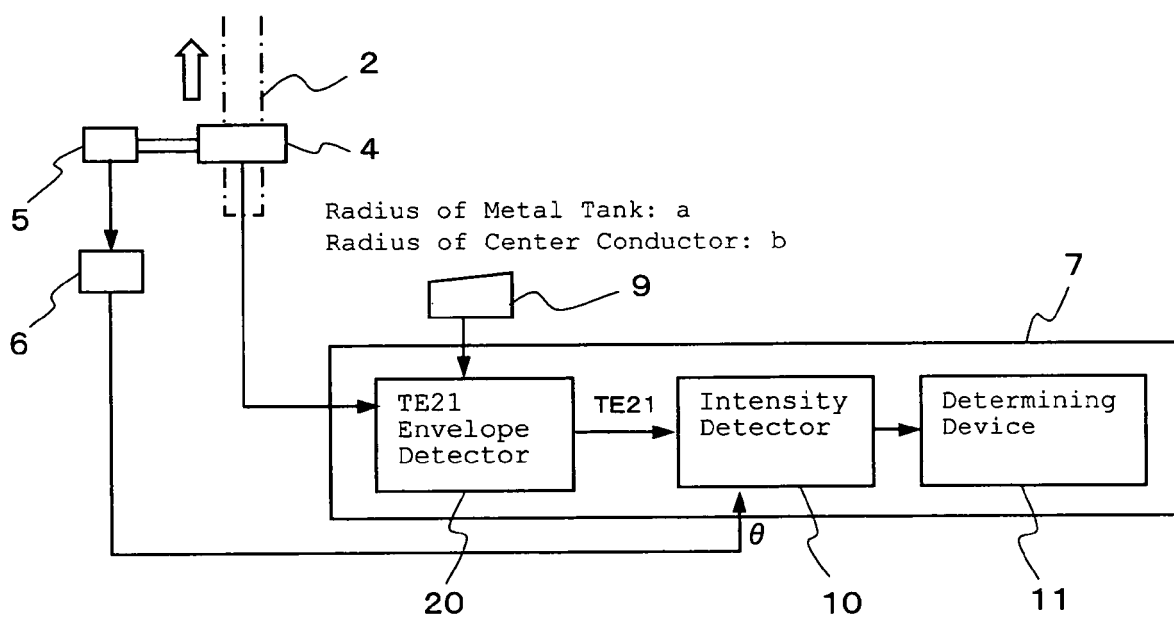 2
4
5
Radius of Metal Tank: a
Radius of Center Conductor: b
9
7
6
TE21
Envelope
Detector
TE21
Intensity
Detector
Determining
Device
θ
20
10
11